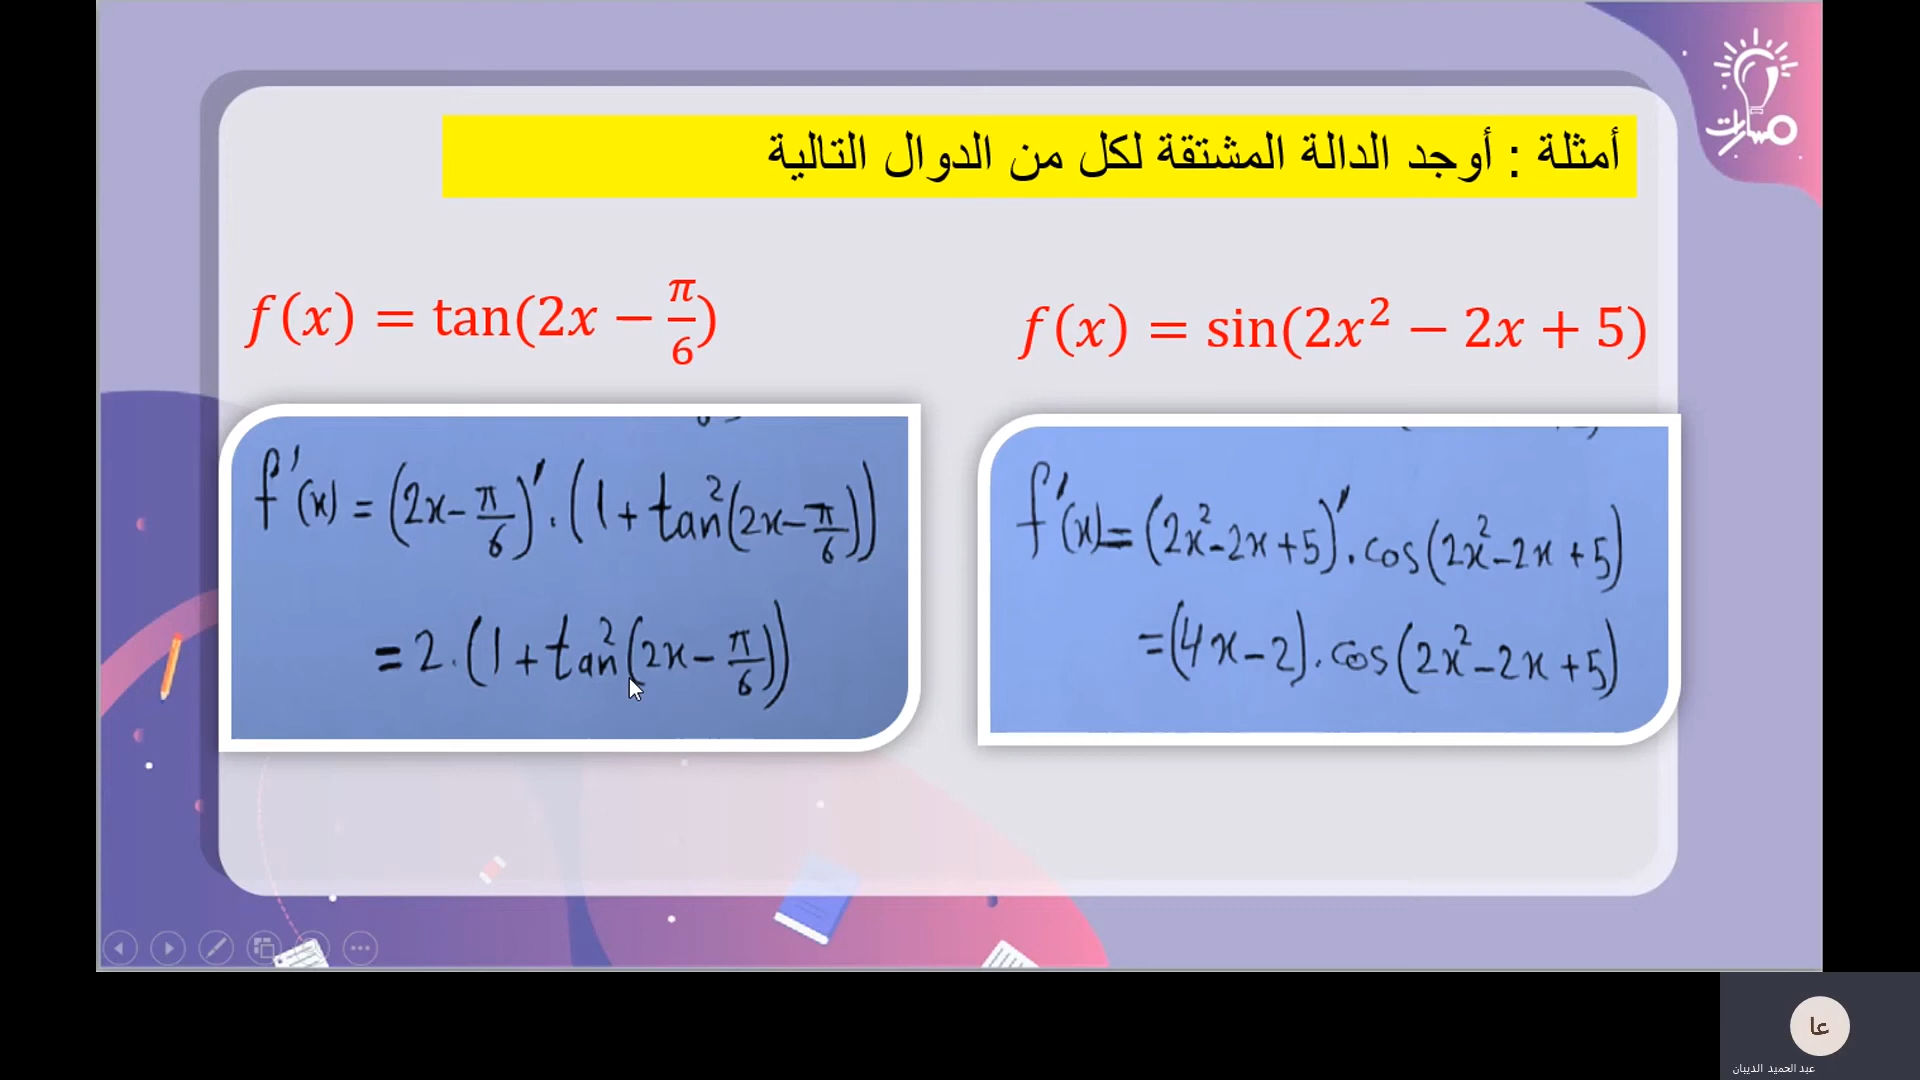 مسارات
أمثلة : أوجد الدالة المشتقة لكل من الدوال التالية
f(x) = sin(2x² − 2x + 5)
f'(x) = (2x² − 2x + 5)' . cos(2x² − 2x + 5)
= (4x − 2) . cos(2x² − 2x + 5)
f(x) = tan(2x − π/6)
f'(x) = (2x − π/6)' . (1 + tan²(2x − π/6))
= 2 . (1 + tan²(2x − π/6))
عا
عبد الحميد الديبان